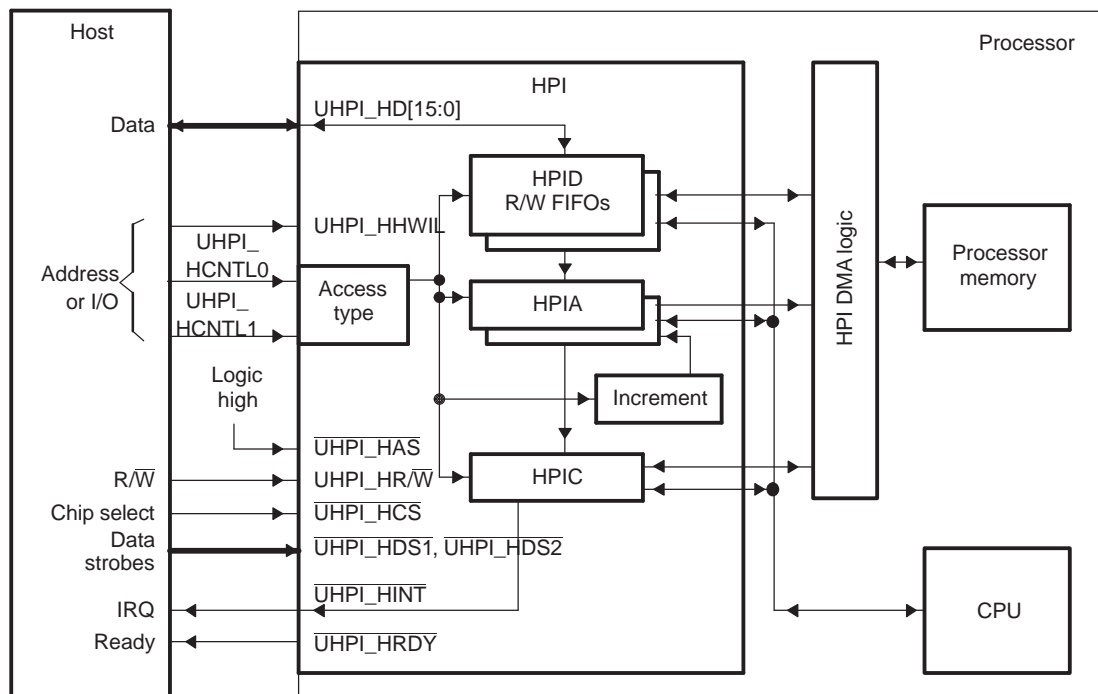 Host
Processor
HPI
Data
UHPI_HD[15:0]
HPID
R/W FIFOs
UHPI_HHWIL
UHPI_
HCNTL0
Address
or I/O
Access
type
HPIA
UHPI_
HCNTL1
HPI DMA logic
Processor
memory
Logic
high
Increment
UHPI_HAS
R/W
UHPI_HR/W
HPIC
Chip select
UHPI_HCS
Data
strobes
UHPI_HDS1, UHPI_HDS2
IRQ
UHPI_HINT
CPU
Ready
UHPI_HRDY